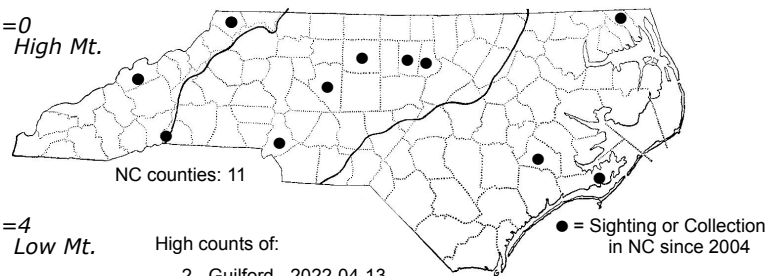 =0
High Mt.
NC counties: 11
=4
Low Mt.
High counts of:
2 - Guilford - 2022-04-13
● = Sighting or Collection
in NC since 2004